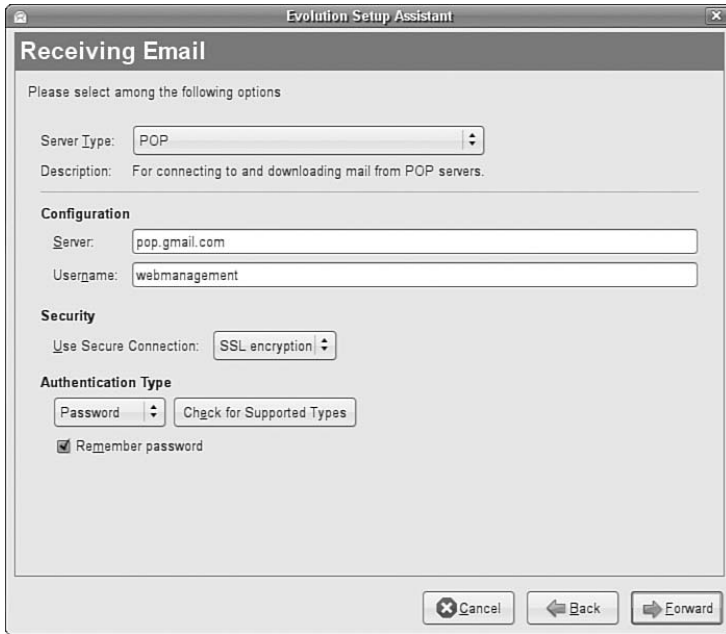 Evolution Setup Assistant
Receiving Email
Please select among the following options
Server Type: POP
Description: For connecting to and downloading mail from POP servers.
Configuration
Server: pop.gmail.com
Username: webmanagement
Security
Use Secure Connection: SSL encryption
Authentication Type
Password Check for Supported Types
Remember password
Cancel Back Forward